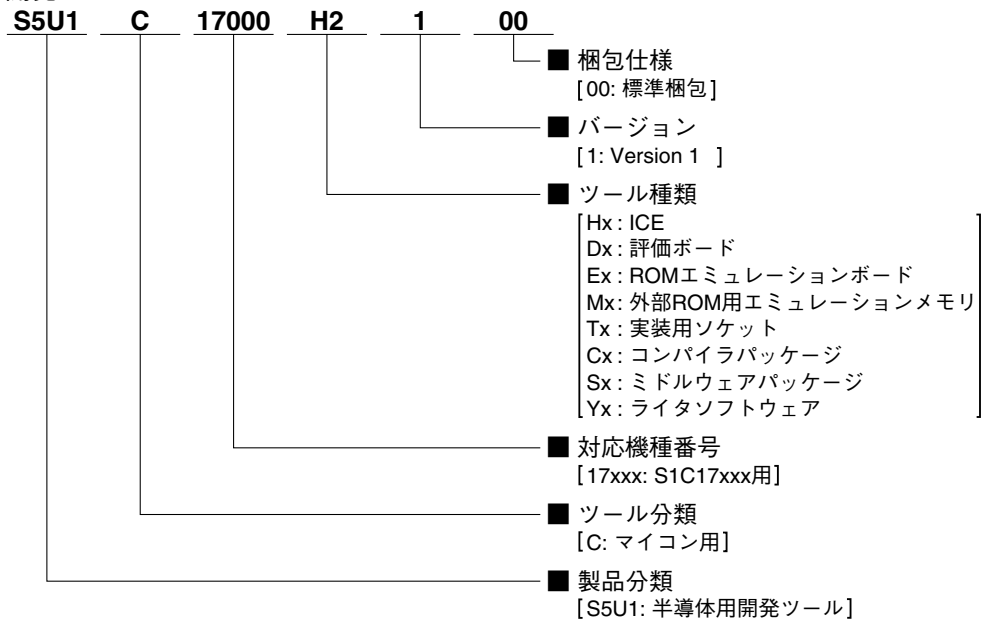 S5U1 C 17000 H2 1 00
■ 梱包仕様
[00: 標準梱包]
■ バージョン
[1: Version 1 ]
■ ツール種類
Hx : ICE
Dx : 評価ボード
Ex : ROMエミュレーションボード
Mx : 外部ROM用エミュレーションメモリ
Tx : 実装用ソケット
Cx : コンパイラパッケージ
Sx : ミドルウェアパッケージ
Yx : ライタソフトウェア
■ 対応機種番号
[17xxx: S1C17xxx用]
■ ツール分類
[C: マイコン用]
■ 製品分類
[S5U1: 半導体用開発ツール]